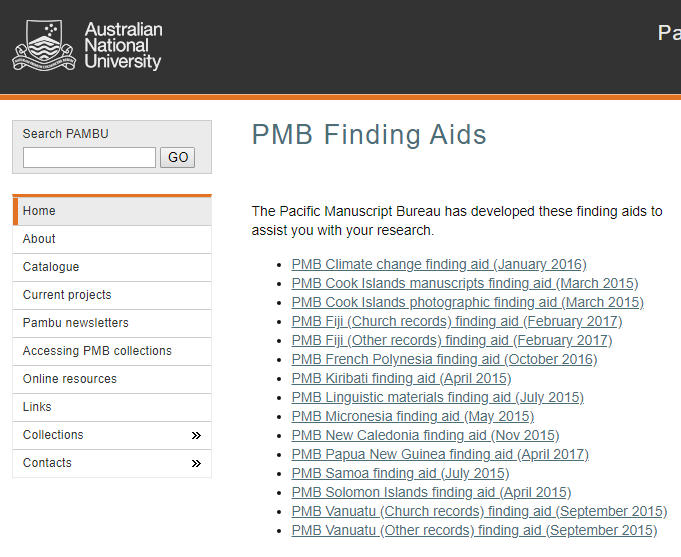 Australian
National
University
Pa
Search PAMBU
GO
Home
About
Catalogue
Current projects
Pambu newsletters
Accessing PMB collections
Online resources
Links
Collections »
Contacts »
PMB Finding Aids
The Pacific Manuscript Bureau has developed these finding aids to
assist you with your research.
• PMB Climate change finding aid (January 2016)
• PMB Cook Islands manuscripts finding aid (March 2015)
• PMB Cook Islands photographic finding aid (March 2015)
• PMB Fiji (Church records) finding aid (February 2017)
• PMB Fiji (Other records) finding aid (February 2017)
• PMB French Polynesia finding aid (October 2016)
• PMB Kiribati finding aid (April 2015)
• PMB Linguistic materials finding aid (July 2015)
• PMB Micronesia finding aid (May 2015)
• PMB New Caledonia finding aid (Nov 2015)
• PMB Papua New Guinea finding aid (April 2017)
• PMB Samoa finding aid (July 2015)
• PMB Solomon Islands finding aid (April 2015)
• PMB Vanuatu (Church records) finding aid (September 2015)
• PMB Vanuatu (Other records) finding aid (September 2015)